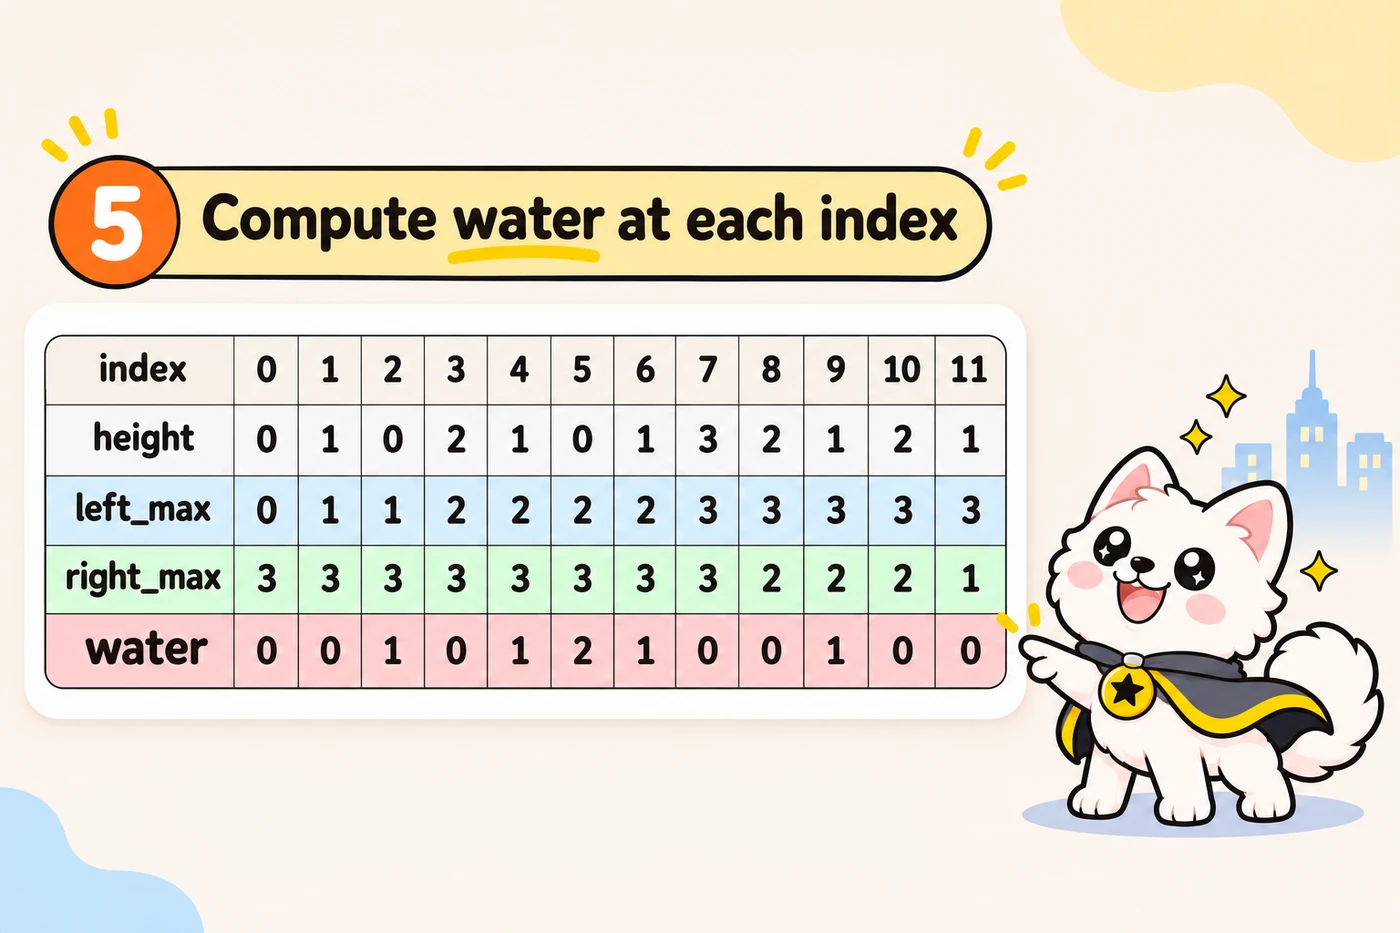 5 Compute water at each index
index 0 1 2 3 4 5 6 7 8 9 10 11
height 0 1 0 2 1 0 1 3 2 1 2 1
left_max 0 1 1 2 2 2 2 3 3 3 3 3
right_max 3 3 3 3 3 3 3 3 2 2 2 1
water 0 0 1 0 1 2 1 0 0 1 0 0